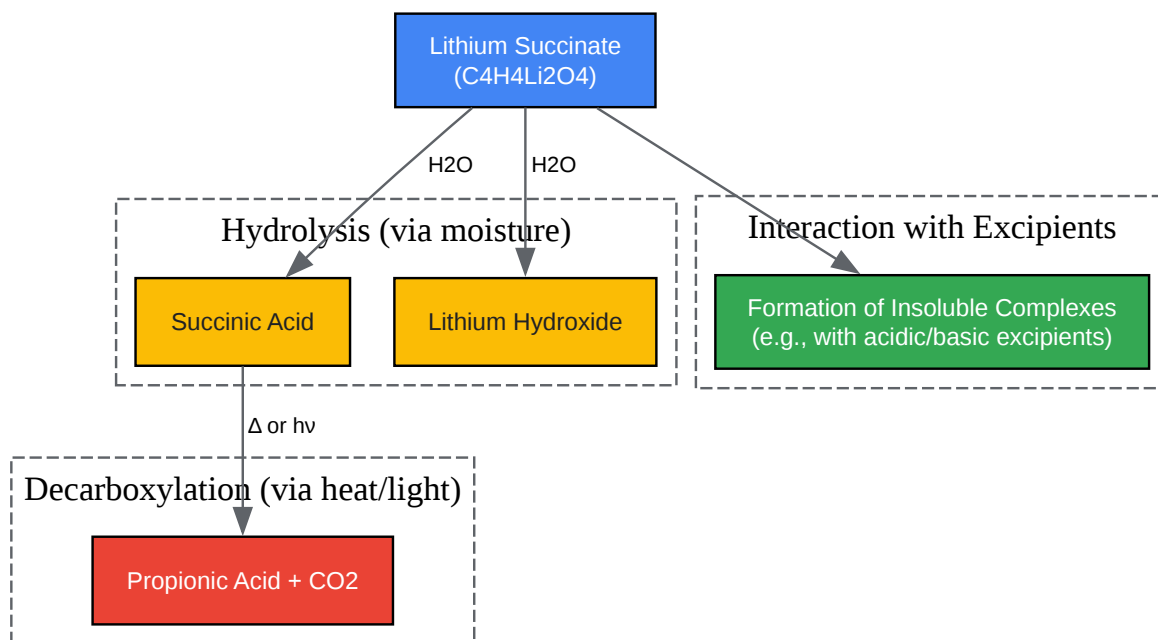 Lithium Succinate
(C4H4Li2O4)
H2O
H2O
Hydrolysis (via moisture)
Interaction with Excipients
Succinic Acid
Lithium Hydroxide
Formation of Insoluble Complexes
(e.g., with acidic/basic excipients)
Δ or hν
Decarboxylation (via heat/light)
Propionic Acid + CO2